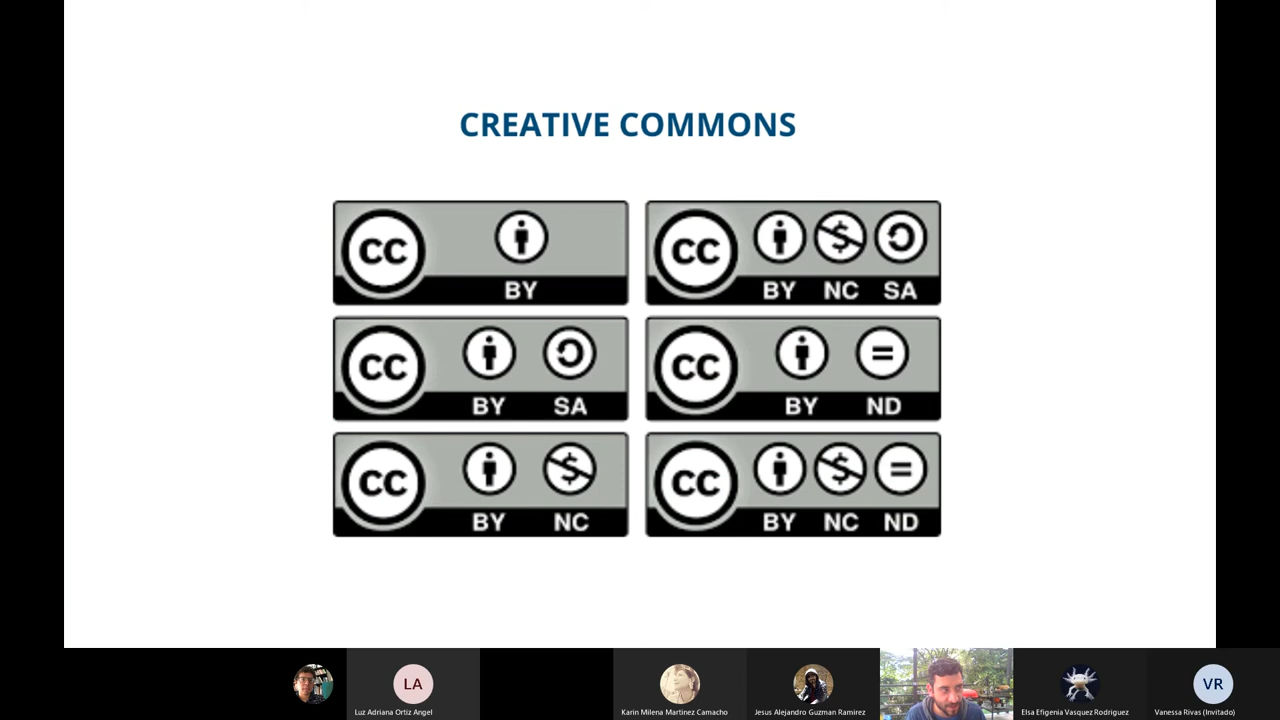 CREATIVE COMMONS
CC BY
CC BY NC SA
CC BY SA
CC BY ND
CC BY NC
CC BY NC ND
LA
VR
Luz Adriana Ortiz Angel
Karin Milena Martinez Camacho
Jesus Alejandro Guzman Ramirez
Elsa Efigenia Vasquez Rodriguez
Vanessa Rivas (Invitado)